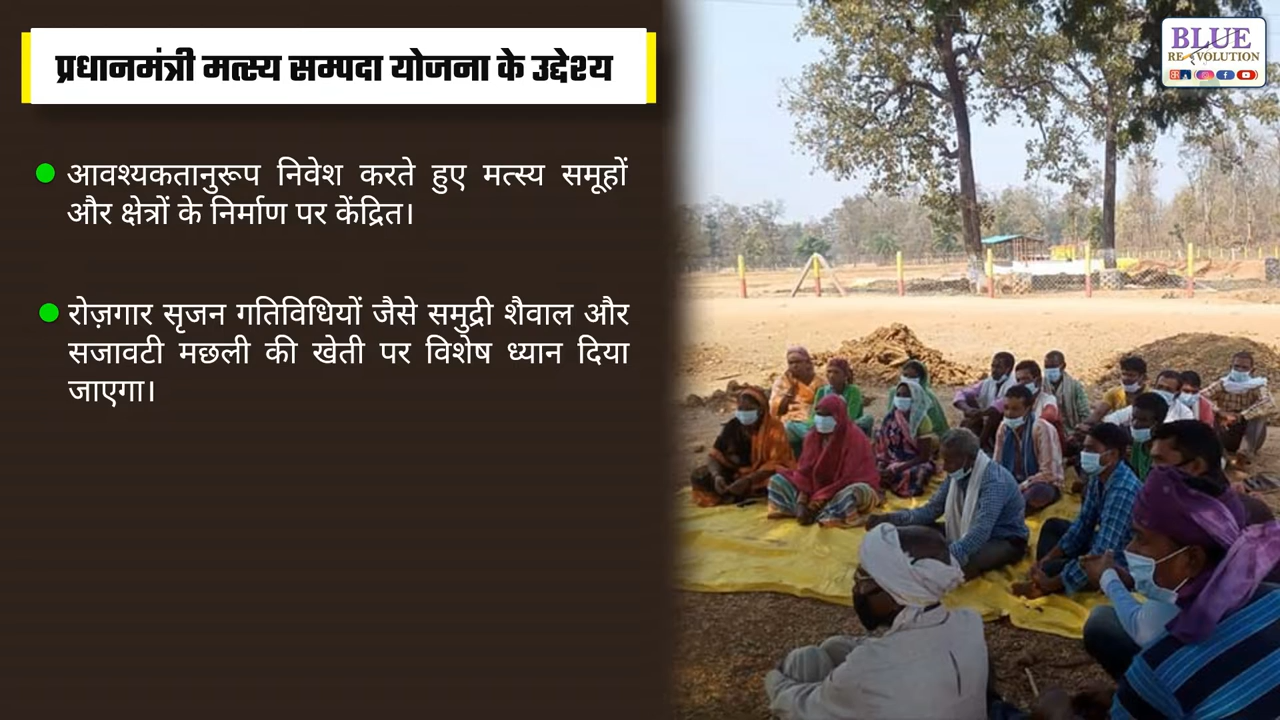 प्रधानमंत्री मत्स्य सम्पदा योजना के उद्देश्य
आवश्यकतानुरूप निवेश करते हुए मत्स्य समूहों
और क्षेत्रों के निर्माण पर केंद्रित।
रोज़गार सृजन गतिविधियों जैसे समुद्री शैवाल और
सजावटी मछली की खेती पर विशेष ध्यान दिया
जाएगा।
BLUE